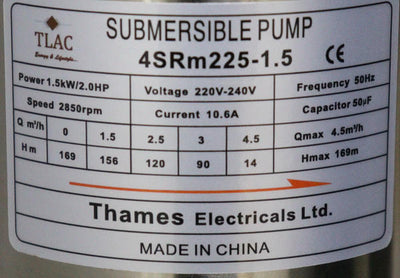 TLAC
Energy & Lifestyle...
SUBMERSIBLE PUMP
4SRm225-1.5 CE
Power 1.5kW/2.0HP Voltage 220V-240V Frequency 50Hz
Speed 2850rpm Current 10.6A Capacitor 50μF
Q m³/h 0 1.5 2.5 3 4.5 Qmax 4.5m³/h
H m 169 156 120 90 14 Hmax 169m
Thames Electricals Ltd.
MADE IN CHINA